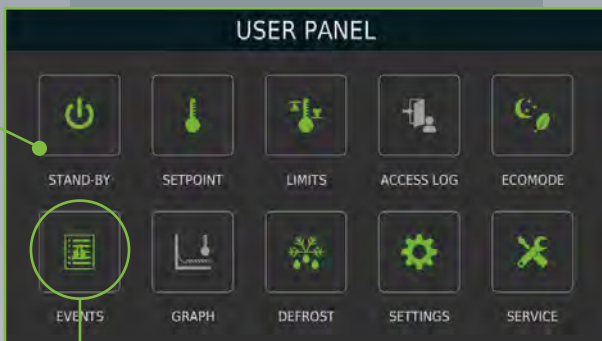 USER PANEL
STAND-BY SETPOINT LIMITS ACCESS LOG ECOMODE
EVENTS GRAPH DEFROST SETTINGS SERVICE